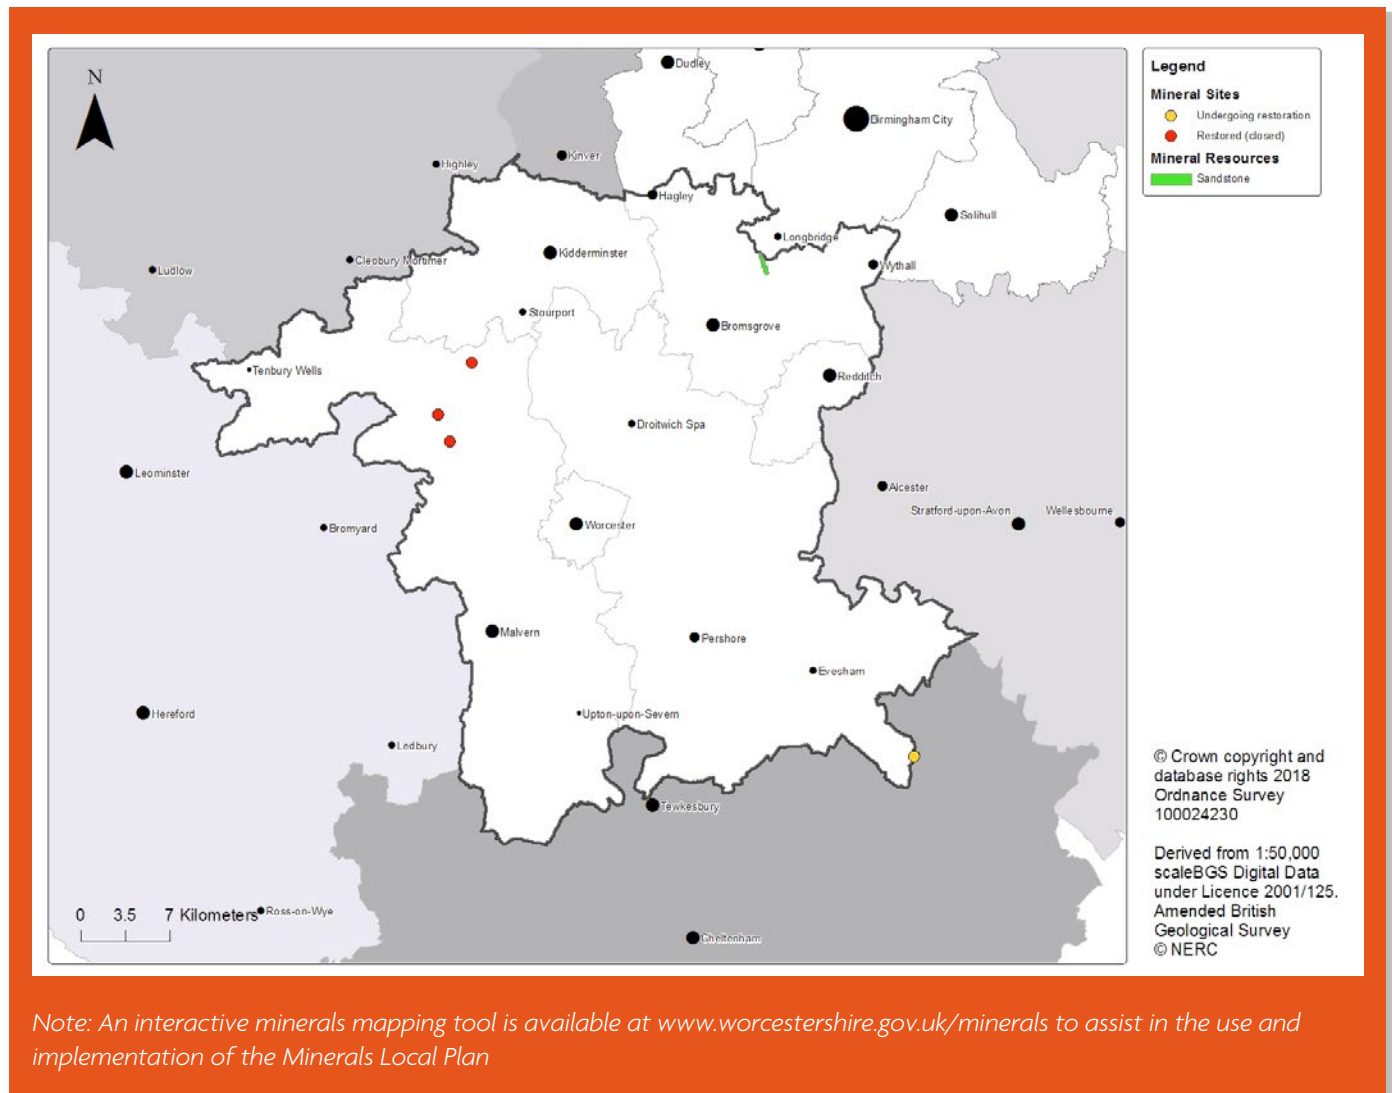 N
Dudley
Birmingham City
Kinver
Highley
Hagley
Solihull
Longbridge
Kidderminster
Cleobury Mortimer
Wythall
Ludlow
Stourport
Bromsgrove
Tenbury Wells
Redditch
Droitwich Spa
Leominster
Alcester
Stratford-upon-Avon
Wellesbourne
Bromyard
Worcester
Malvern
Pershore
Evesham
Hereford
Upton-upon-Severn
Ledbury
Tewkesbury
0 3.5 7 Kilometers
Ross-on-Wye
Cheltenham
Legend
Mineral Sites
Undergoing restoration
Restored (closed)
Mineral Resources
Sandstone
© Crown copyright and
database rights 2018
Ordnance Survey
100024230
Derived from 1:50,000
scaleBGS Digital Data
under Licence 2001/125.
Amended British
Geological Survey
© NERC
Note: An interactive minerals mapping tool is available at www.worcestershire.gov.uk/minerals to assist in the use and
implementation of the Minerals Local Plan